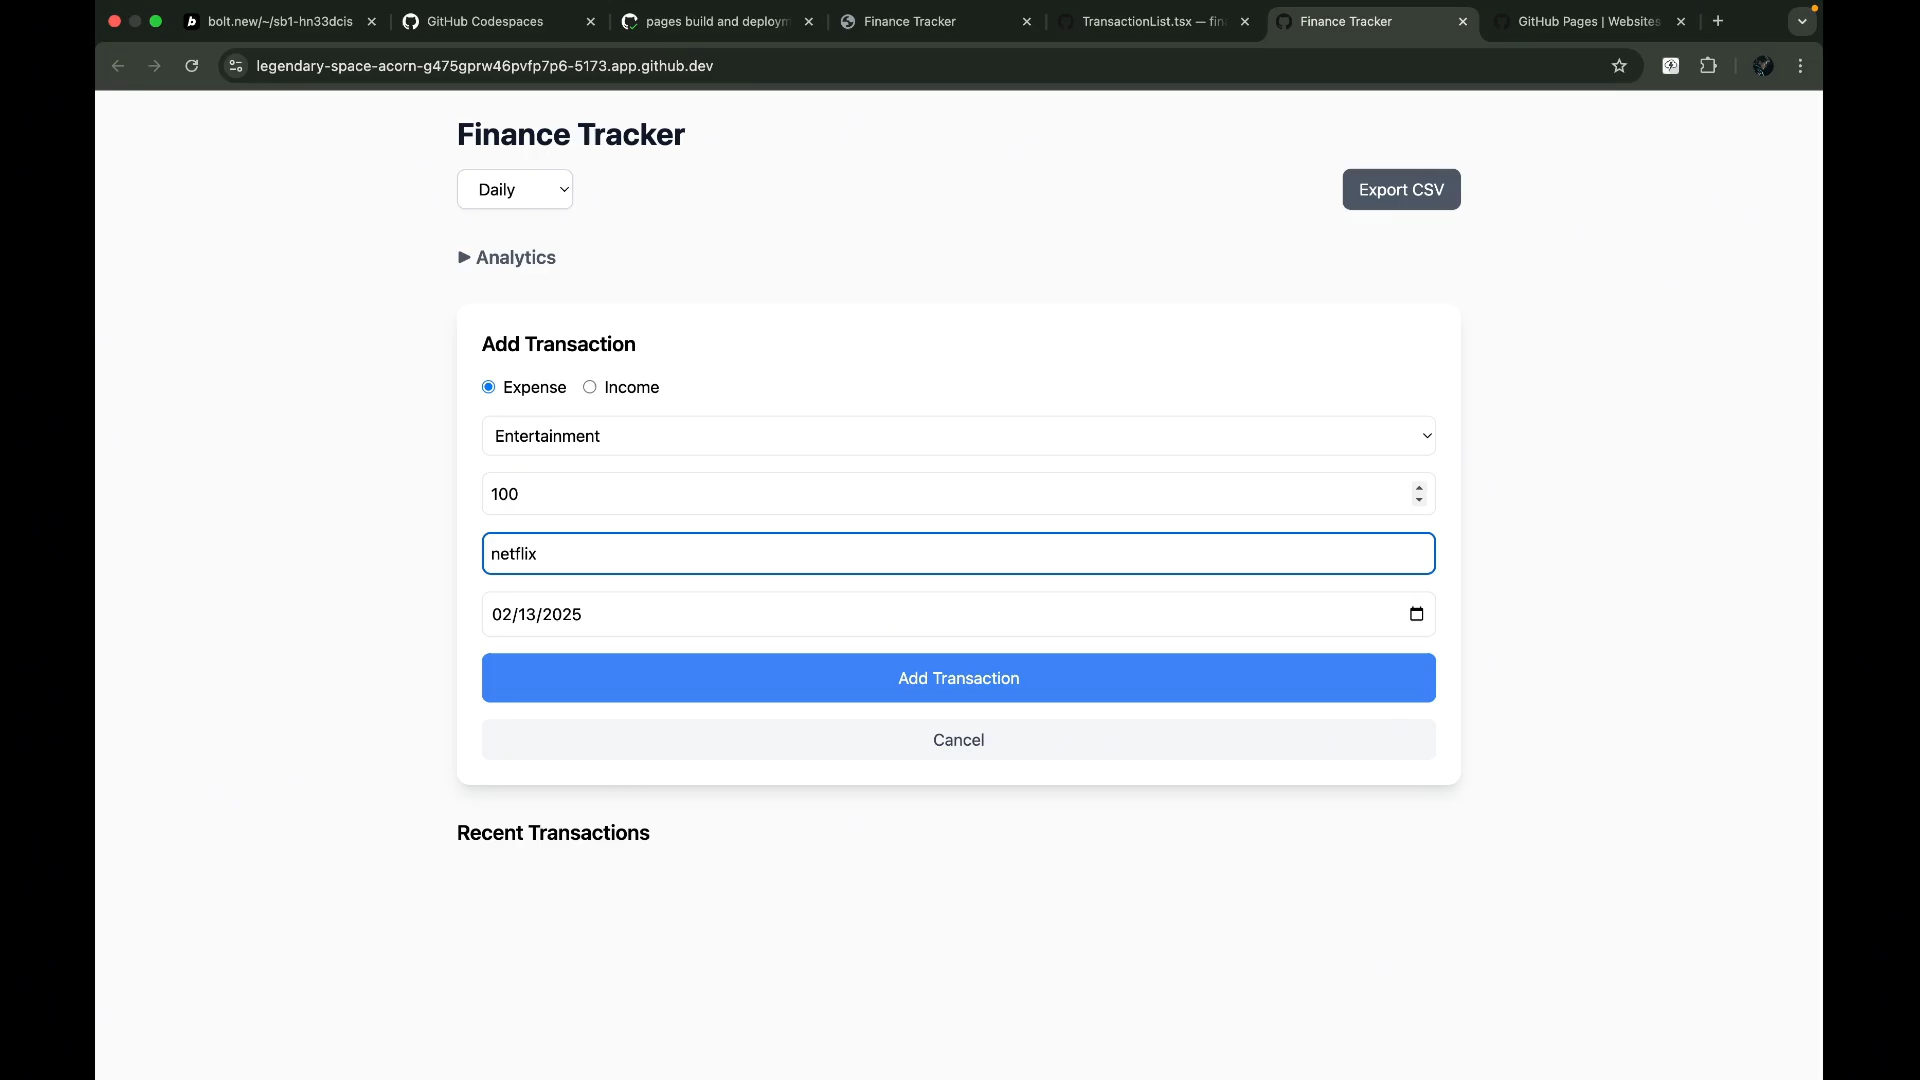 bolt.new/~/sb1-hn33dcis
GitHub Codespaces
pages build and deploym
Finance Tracker
TransactionList.tsx — fin
Finance Tracker
GitHub Pages | Websites
legendary-space-acorn-g475gprw46pvfp7p6-5173.app.github.dev
Finance Tracker
Daily
Export CSV
Analytics
Add Transaction
Expense
Income
Entertainment
100
netflix
02/13/2025
Add Transaction
Cancel
Recent Transactions